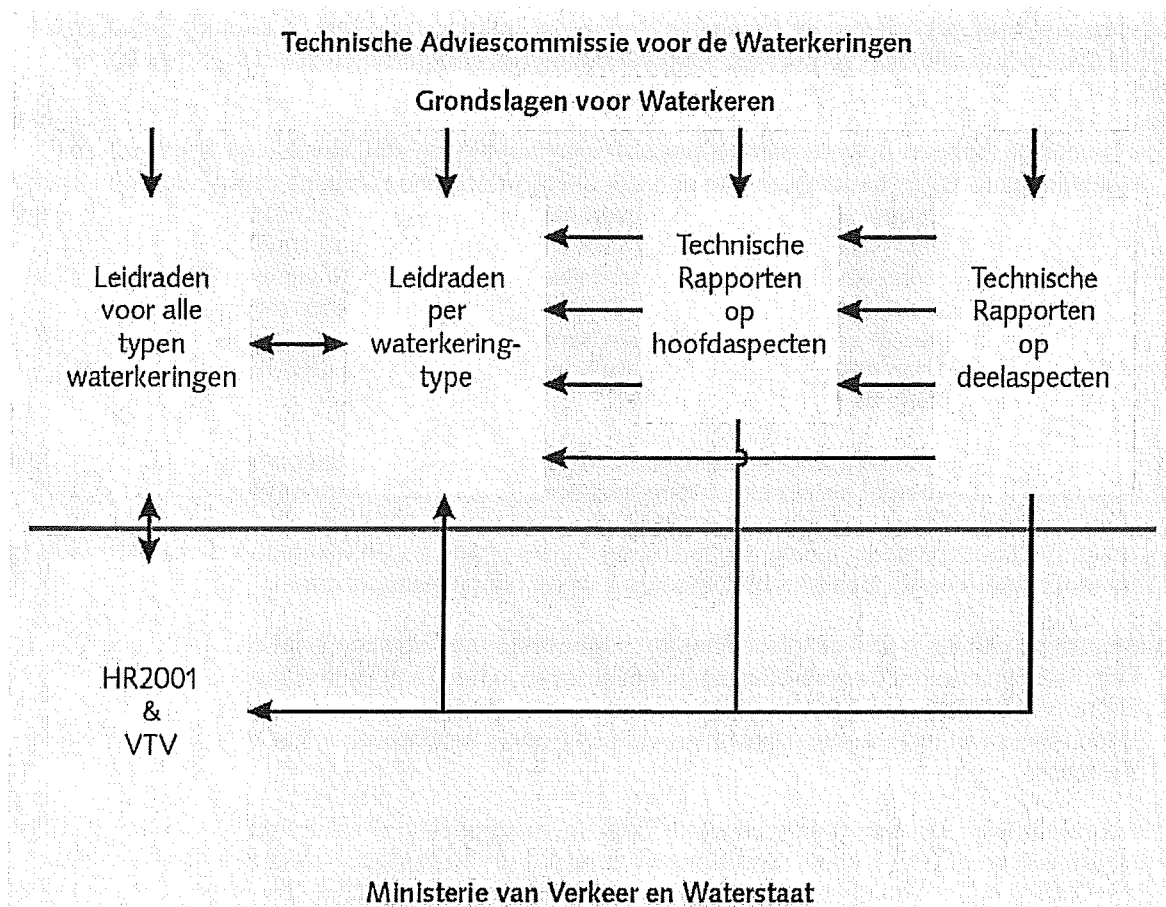 Technische Adviescommissie voor de Waterkeringen
Grondslagen voor Waterkeren
Leidraden
voor alle
typen
waterkeringen
Leidraden
per
waterkering-
type
Technische
Rapporten
op
hoofdaspecten
Technische
Rapporten
op
deelaspecten
HR2001
&
VTV
Ministerie van Verkeer en Waterstaat